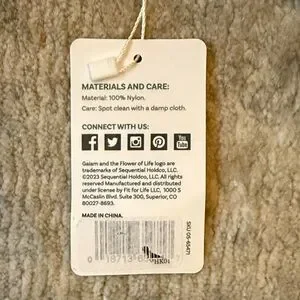 MATERIALS AND CARE:
Material: 100% Nylon.
Care: Spot clean with a damp cloth.
CONNECT WITH US:
You
Tube
Gaiam and the Flower of Life logo are
trademarks of Sequential Holdco, LLC.
©2023 Sequential Holdco, LLC. All rights
reserved Manufactured and distributed
under license by Fit for Life LLC, 1000 S
McCaslin Blvd. Suite 300, Superior, CO
80027-8693.
MADE IN CHINA.